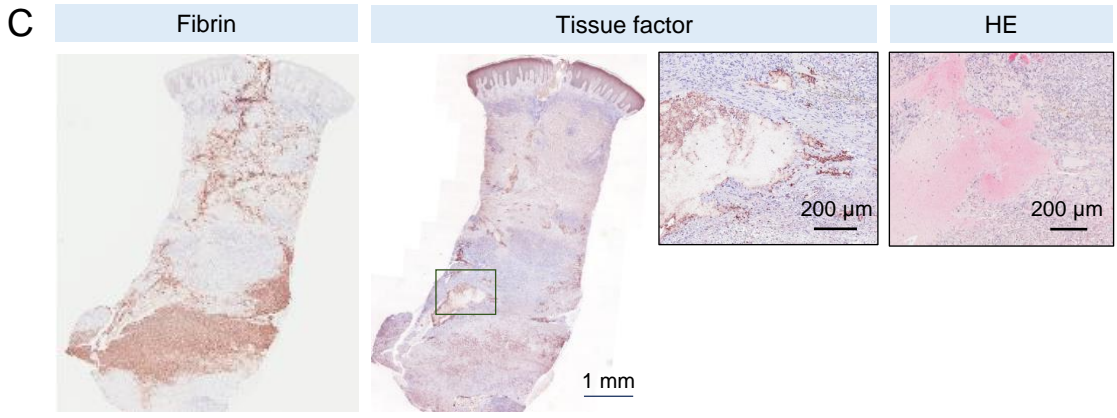 C
Fibrin
Tissue factor
HE
200 µm
200 µm
1 mm